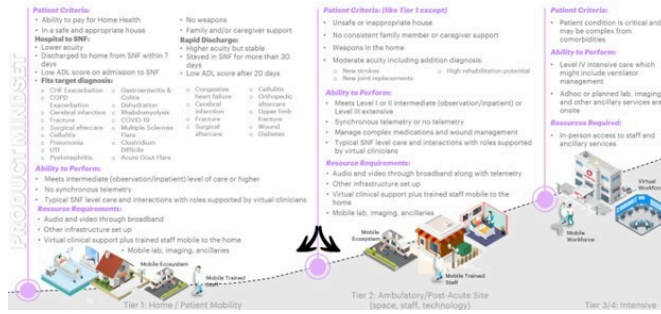 PRODUCT MINDSET
Patient Criteria:
• Ability to pay for Home Health
• In a safe and appropriate house
Hospital to SNF:
• Lower acuity
• Discharged to home from SNF within 7 days
• Low ADL score on admission to SNF
• Fits target diagnosis:
• No weapons
• Family and/or caregiver support
Rapid Discharge:
• Higher acuity but stable
• Stayed in SNF for more than 30 days
• Low ADL score after 20 days
o CHF Exacerbation
o COPD Exacerbation
o Cerebral infarction
o Fracture
o Surgical aftercare
o Cellulitis
o Pneumonia
o UTI
o Pyelonephritis
o Gastroenteritis & Colitis
o Dehydration
o Rhabdomyolysis
o COVID-19
o Multiple Sclerosis Flare
o Clostridium Difficile
o Acute Gout Flare
o Congestive heart failure
o Cerebral infarction
o Fracture
o Surgical aftercare
o Cellulitis
o Orthopedic aftercare
o Upper limb Fracture
o Wound
o Diabetes
Ability to Perform:
• Meets intermediate (observation/inpatient) level of care or higher
• No synchronous telemetry
• Typical SNF level care and interactions with roles supported by virtual clinicians
Resource Requirements:
• Audio and video through broadband
• Other infrastructure set up
• Virtual clinical support plus trained staff mobile to the home
• Mobile lab, imaging, ancillaries
Mobile Ecosystem
Mobile Trained Staff
Tier 1: Home / Patient Mobility
Patient Criteria: (like Tier 1 except)
• Unsafe or inappropriate house
• No consistent family member or caregiver support
• Weapons in the home
• Moderate acuity including addition diagnosis:
o New strokes
o New joint replacements
o High rehabilitation potential
Ability to Perform:
• Meets Level I or II intermediate (observation/inpatient) or Level III extensive
• Synchronous telemetry or no telemetry
• Manage complex medications and wound management
• Typical SNF level care and interactions with roles supported by virtual clinicians
Resource Requirements:
• Audio and video through broadband along with telemetry
• Other infrastructure set up
• Virtual clinical support plus trained staff mobile to the home
• Mobile lab, imaging, ancillaries
Mobile Ecosystem
Mobile Trained Staff
Tier 2: Ambulatory/Post-Acute Site
(space, staff, technology)
Patient Criteria:
• Patient condition is critical and may be complex from comorbidities
Ability to Perform:
• Level IV intensive care which might include ventilator management
• Adhoc or planned lab, imaging and other ancillary services are onsite
Resources Required:
• In-person access to staff and ancillary services
Mobile Workforce
Virtual Workforce
Tier 3/4: Intensive